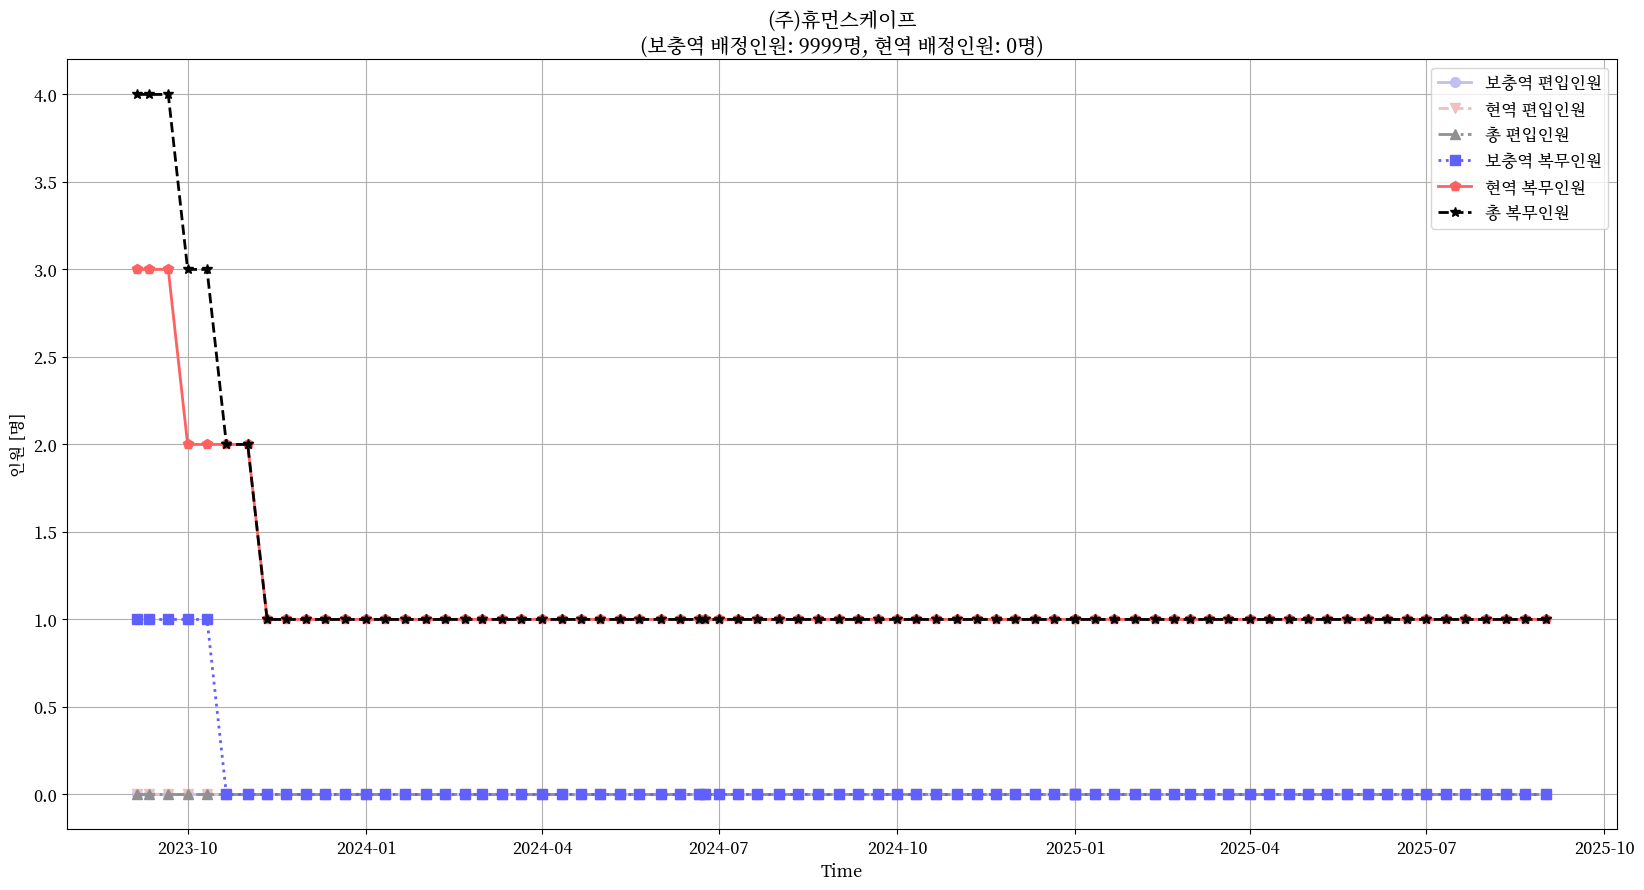 (주)휴먼스케이프
(보충역 배정인원: 9999명, 현역 배정인원: 0명)
보충역 편입인원
현역 편입인원
총 편입인원
보충역 복무인원
현역 복무인원
총 복무인원
인원 [명]
4.0
3.5
3.0
2.5
2.0
1.5
1.0
0.5
0.0
2023-10
2024-01
2024-04
2024-07
2024-10
2025-01
2025-04
2025-07
2025-10
Time